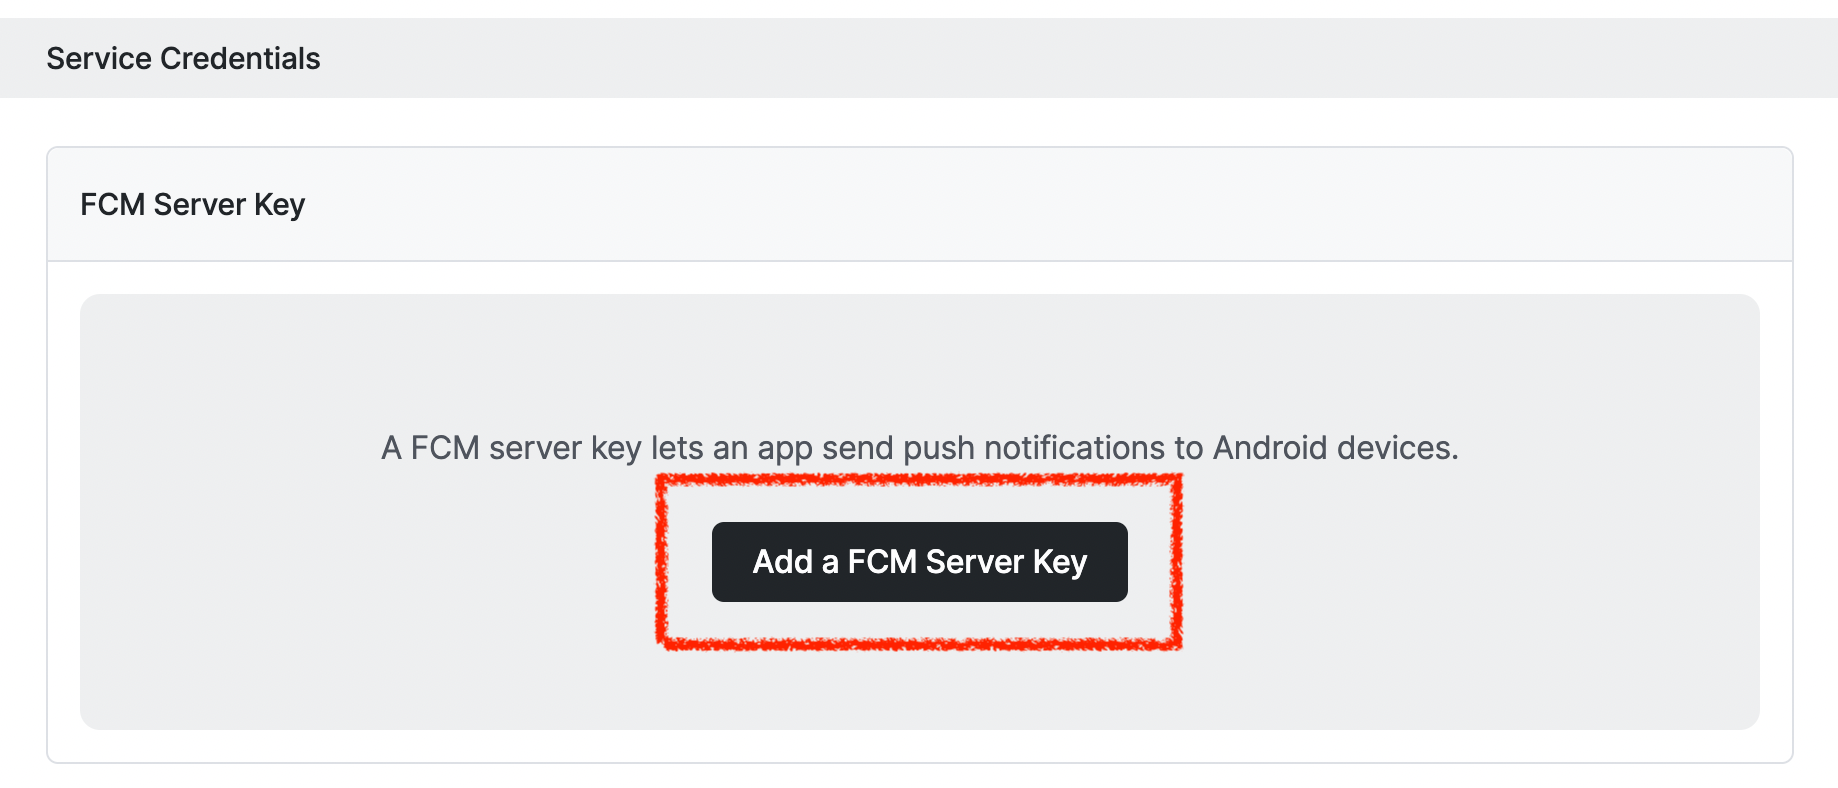 Service Credentials
FCM Server Key
A FCM server key lets an app send push notifications to Android devices.
Add a FCM Server Key